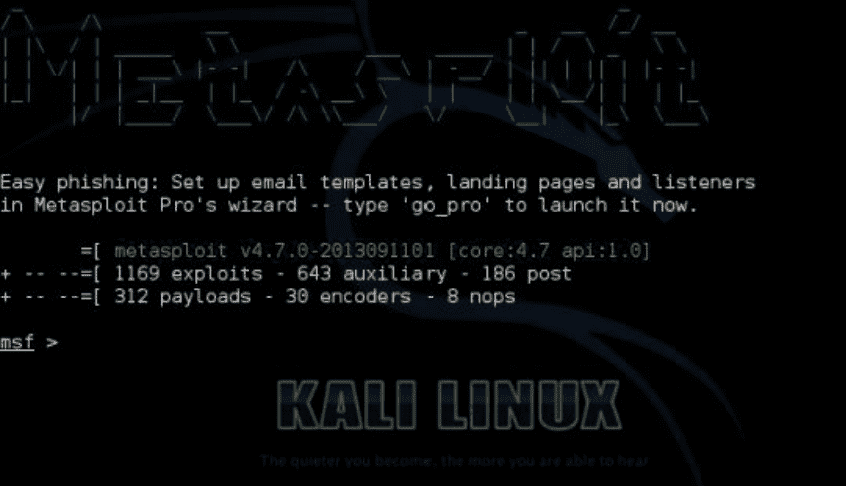 Metasploit
Easy phishing: Set up email templates, landing pages and listeners
in Metasploit Pro's wizard -- type 'go_pro' to launch it now.
=[ metasploit v4.7.0-2013091101 [core:4.7 api:1.0]
+ -- --=[ 1169 exploits - 643 auxiliary - 186 post
+ -- --=[ 312 payloads - 30 encoders - 8 nops
msf >
KALI LINUX
The quieter you become, the more you are able to hear